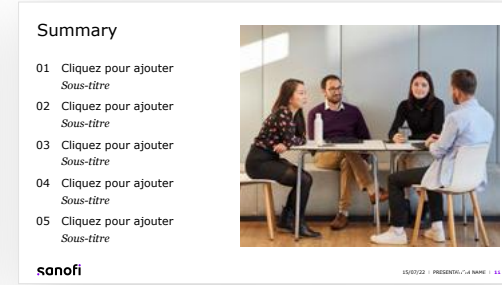 Summary
01 Cliquez pour ajouter
Sous-titre
02 Cliquez pour ajouter
Sous-titre
03 Cliquez pour ajouter
Sous-titre
04 Cliquez pour ajouter
Sous-titre
05 Cliquez pour ajouter
Sous-titre
sanofi
15/07/22 | NAME | 11